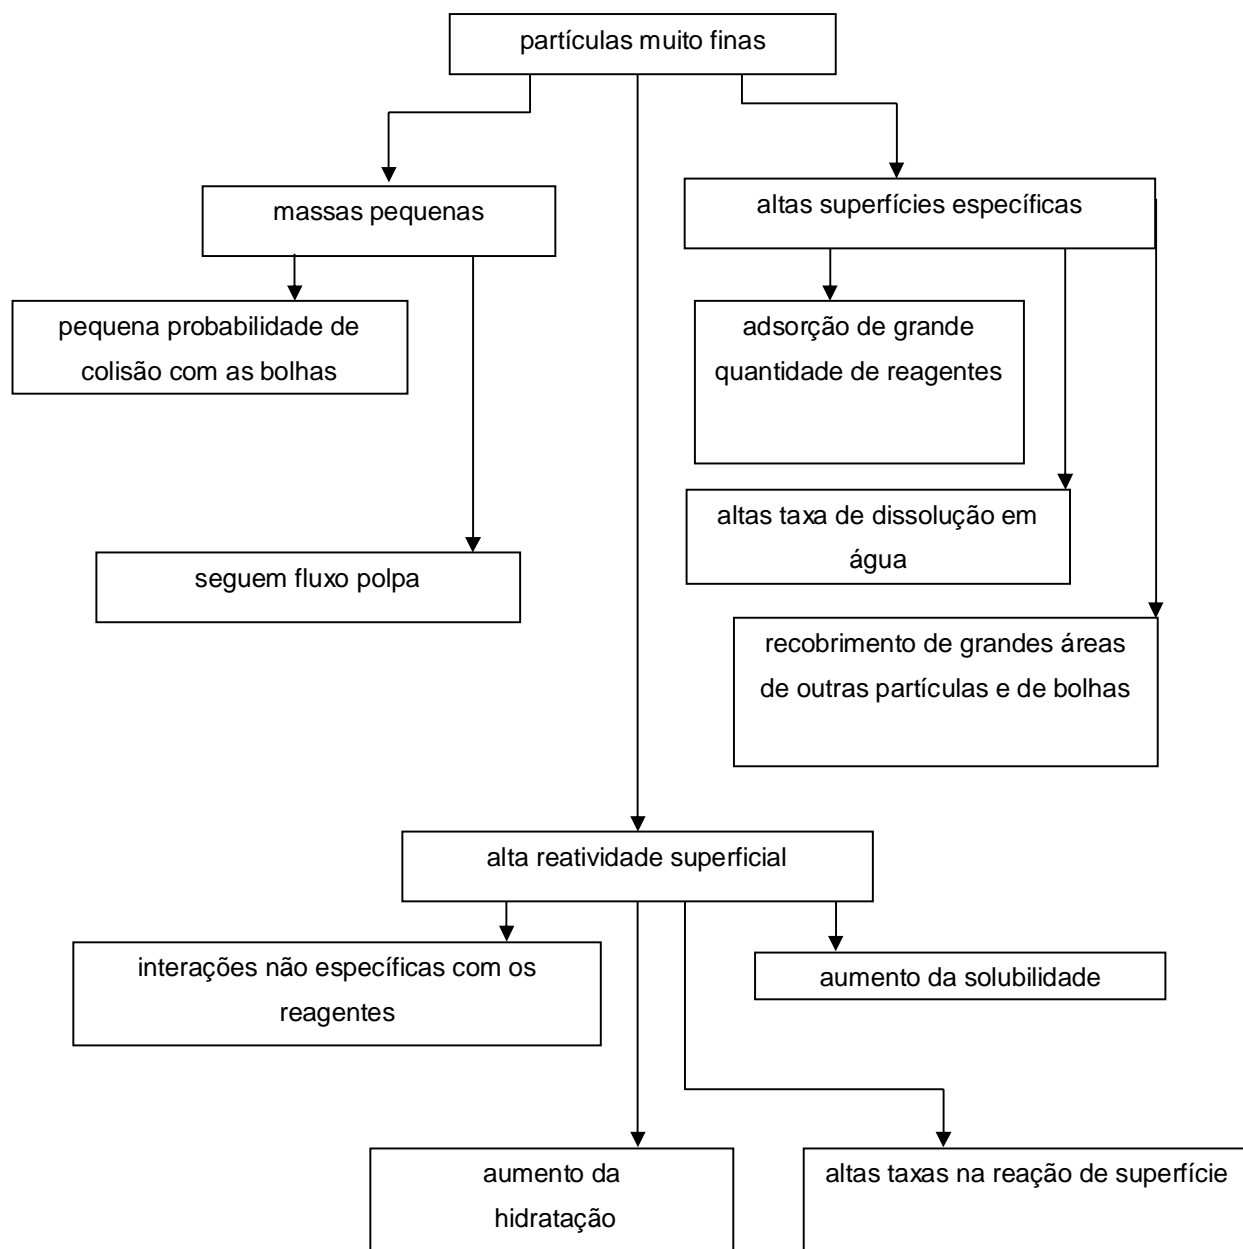 partículas muito finas
massas pequenas
altas superfícies específicas
pequena probabilidade de
colisão com as bolhas
adsorção de grande
quantidade de reagentes
altas taxa de dissolução em
água
seguem fluxo polpa
recobrimento de grandes áreas
de outras partículas e de bolhas
alta reatividade superficial
interações não específicas com os
reagentes
aumento da solubilidade
aumento da
hidratação
altas taxas na reação de superfície